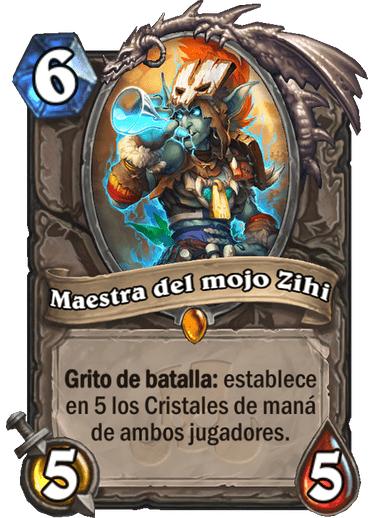 6
Maestra del mojo Zihi
Grito de batalla: establece
en 5 los Cristales de maná
de ambos jugadores.
5
5